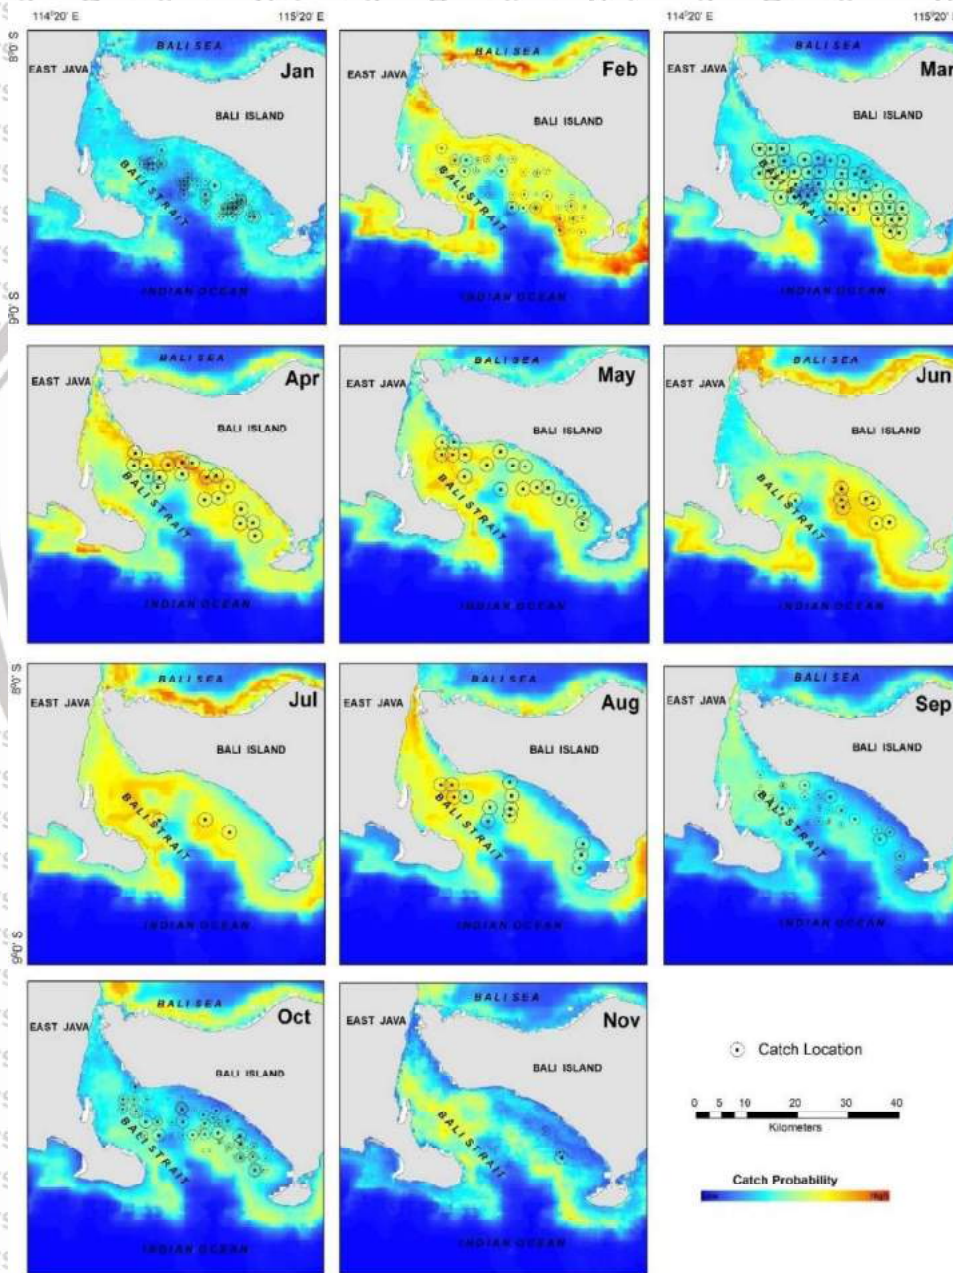 114°20' E 115°20' E 114°20' E 115°20'
8°0' S
BALI SEA
EAST JAVA
Jan
BALI ISLAND
BALI STRAIT
INDIAN OCEAN
9°0' S
BALI SEA
EAST JAVA
Feb
BALI ISLAND
BALI STRAIT
INDIAN OCEAN
BALI SEA
EAST JAVA
Mar
BALI ISLAND
BALI STRAIT
INDIAN OCEAN
BALI SEA
EAST JAVA
Apr
BALI ISLAND
BALI STRAIT
INDIAN OCEAN
BALI SEA
EAST JAVA
May
BALI ISLAND
BALI STRAIT
INDIAN OCEAN
BALI SEA
EAST JAVA
Jun
BALI ISLAND
BALI STRAIT
INDIAN OCEAN
8°0' S
BALI SEA
EAST JAVA
Jul
BALI ISLAND
BALI STRAIT
INDIAN OCEAN
9°0' S
BALI SEA
EAST JAVA
Aug
BALI ISLAND
BALI STRAIT
INDIAN OCEAN
BALI SEA
EAST JAVA
Sep
BALI ISLAND
BALI STRAIT
INDIAN OCEAN
BALI SEA
EAST JAVA
Oct
BALI ISLAND
BALI STRAIT
INDIAN OCEAN
BALI SEA
EAST JAVA
Nov
BALI ISLAND
BALI STRAIT
INDIAN OCEAN
Catch Location
0 5 10 20 30 40
Kilometers
Catch Probability
Low High